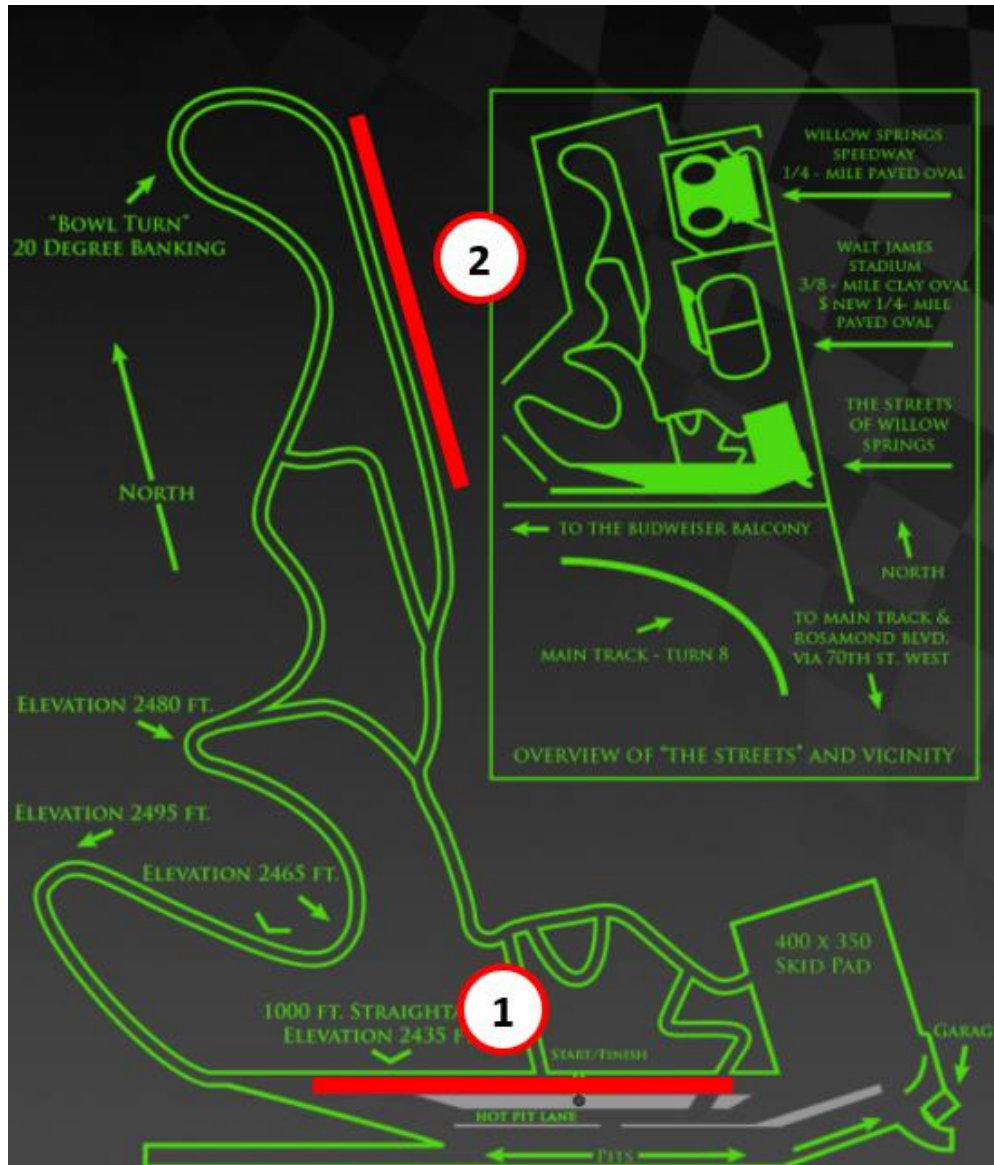 WILLOW SPRINGS
SPEEDWAY
1/4 - MILE PAVED OVAL
"BOWL TURN"
20 DEGREE BANKING
2
WALT JAMES
STADIUM
3/8 - MILE CLAY OVAL
$ NEW 1/4- MILE
PAVED OVAL
THE STREETS
OF WILLOW
SPRINGS
NORTH
TO THE BUDWEISER BALCONY
NORTH
MAIN TRACK - TURN 8
TO MAIN TRACK &
ROSAMOND BLVD.
VIA 70TH ST. WEST
ELEVATION 2480 FT.
OVERVIEW OF "THE STREETS" AND VICINITY
ELEVATION 2495 FT.
ELEVATION 2465 FT.
400 X 350
SKID PAD
1000 FT.
ELEVATION 2435
1
START/FINISH
GARAG
HOT PIT LANE
PITS